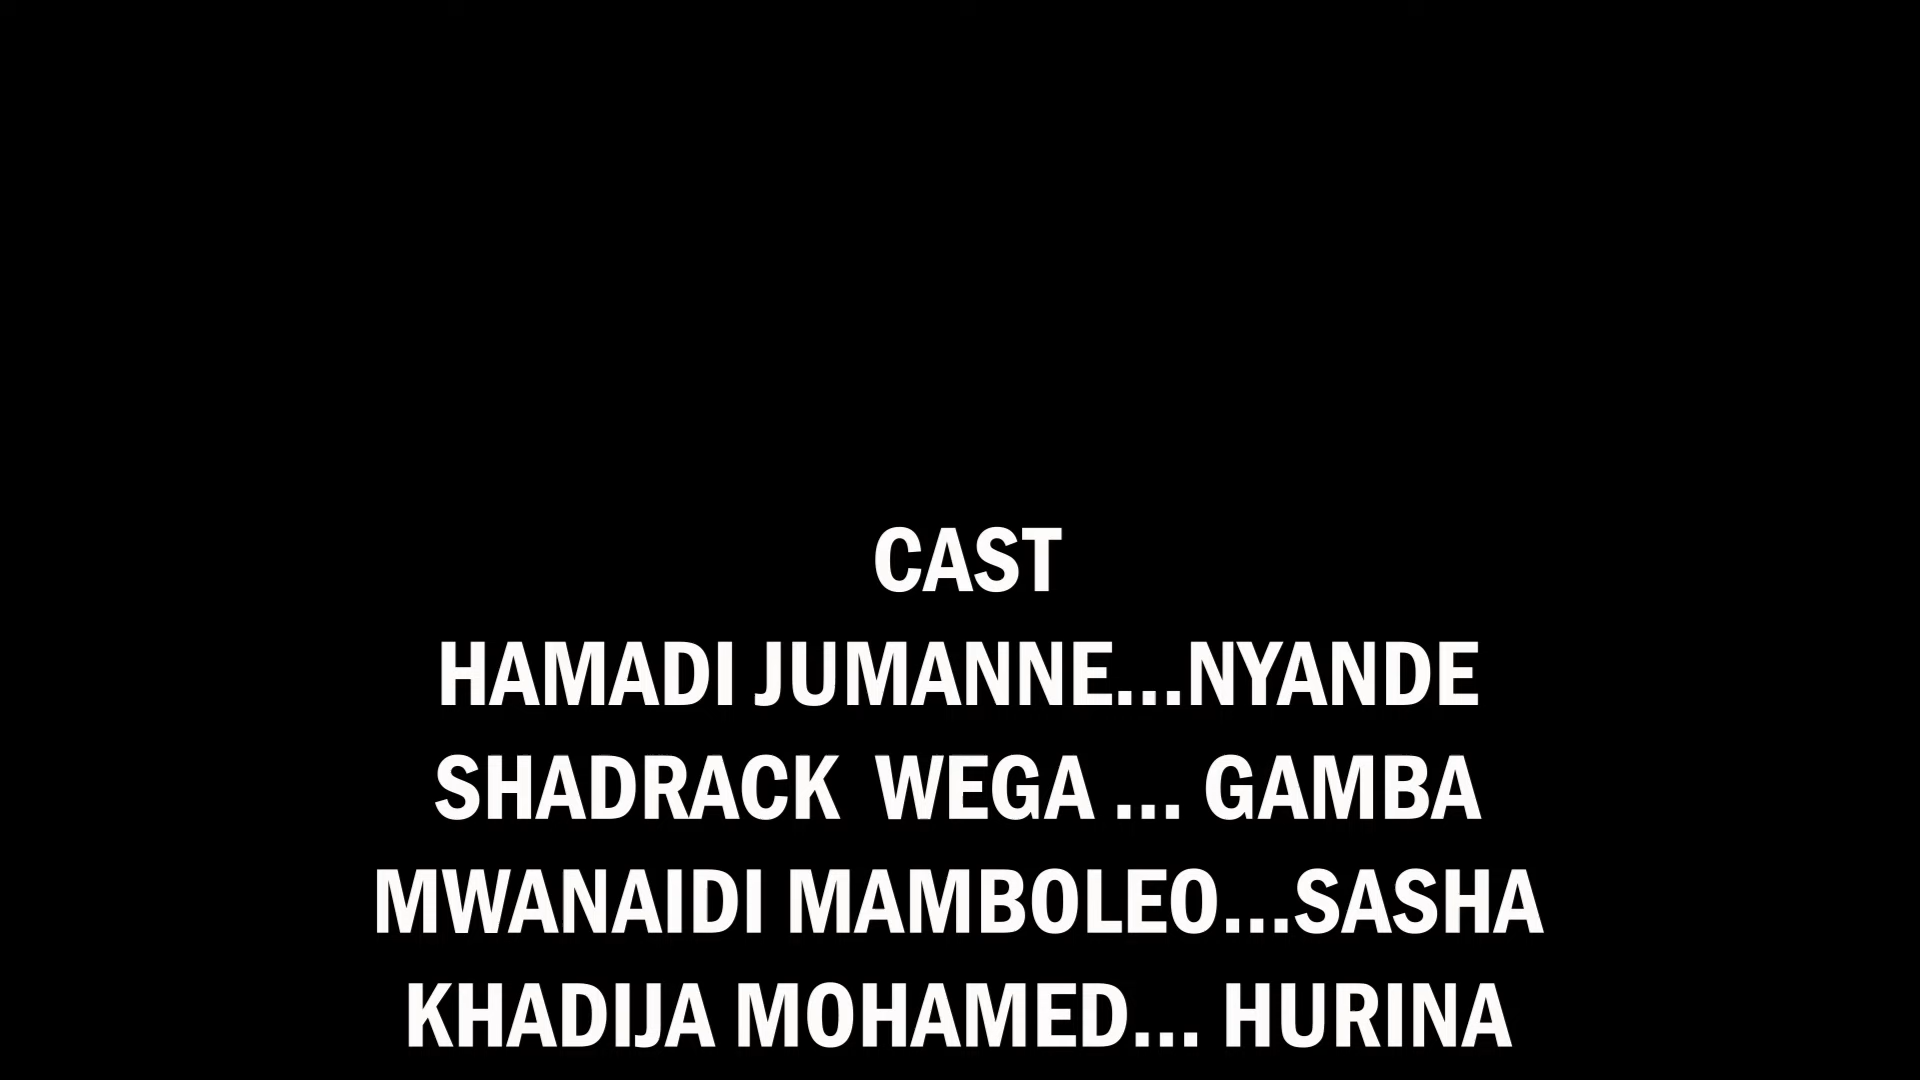 CAST
HAMADI JUMANNE...NYANDE
SHADRACK  WEGA ... GAMBA
MWANAIDI MAMBOLEO...SASHA
KHADIJA MOHAMED... HURINA